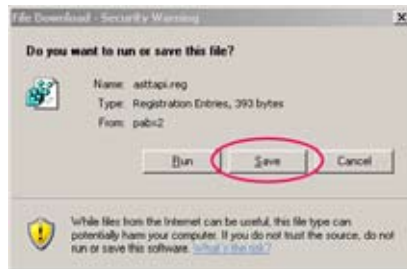 File Download - Security Warning
Do you want to run or save this file?
Name: asttapi.reg
Type: Registration Entries, 393 bytes
From: pabx2
Run Save Cancel
While files from the Internet can be useful, this file type can
potentially harm your computer. If you do not trust the source, do not
run or save this software. What's the risk?